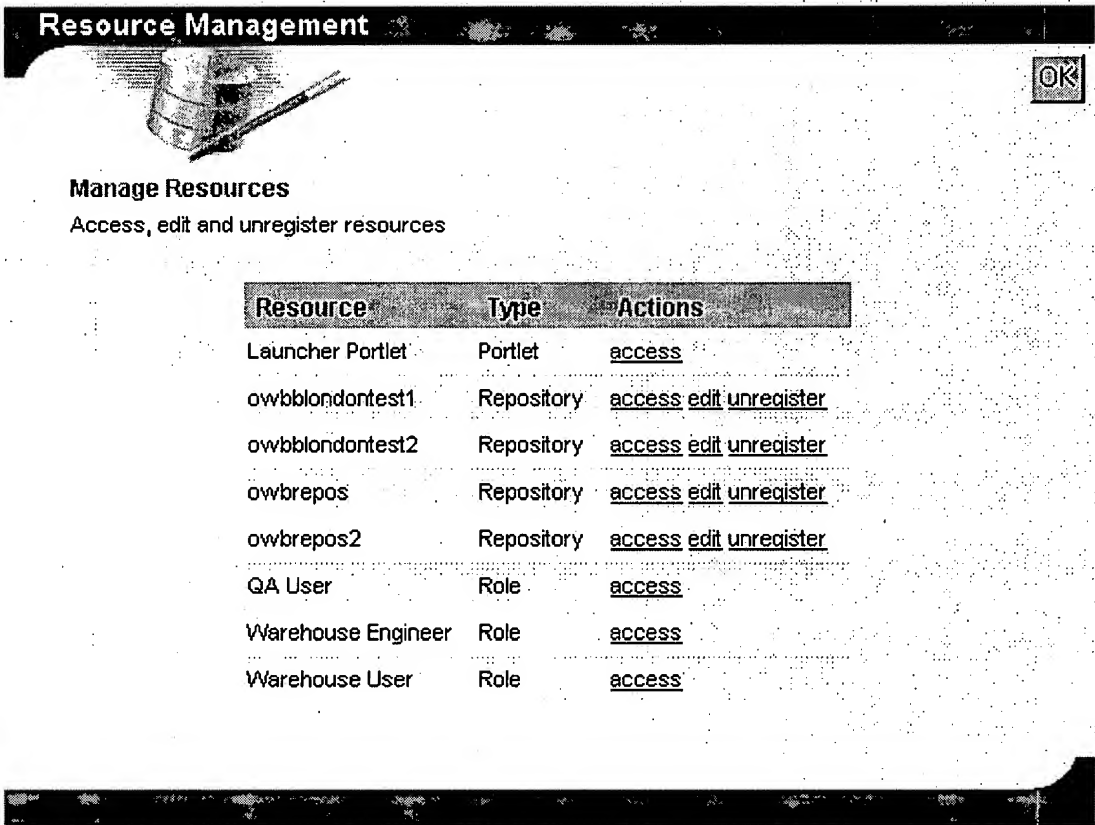 Resource Management
OK
Manage Resources
Access, edit and unregister resources
Resource Type Actions
Launcher Portlet Portlet access
owbblondontest1 Repository access edit unregister
owbblondontest2 Repository access edit unregister
owbrepos Repository access edit unregister
owbrepos2 Repository access edit unregister
QA User Role access
Warehouse Engineer Role access
Warehouse User Role access